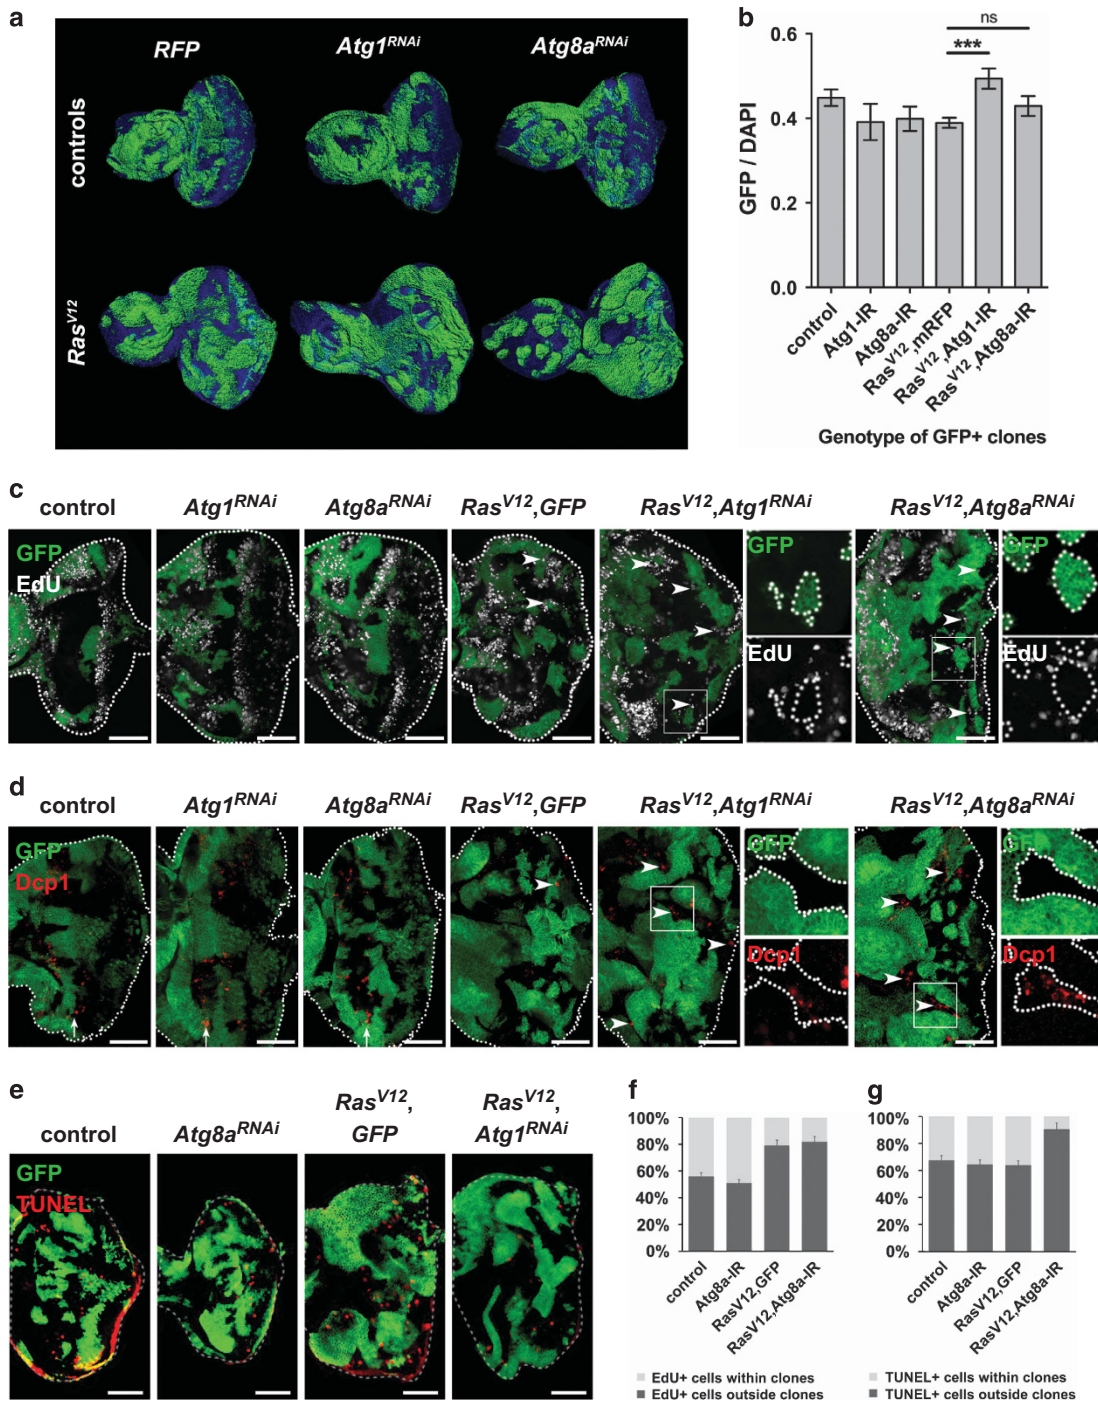 a
RFP Atg1RNAi Atg8aRNAi
controls
RasV12
b
ns
***
0.6
0.4
0.2
0.0
GFP / DAPI
control
Atg1-IR
Atg8a-IR
RasV12,mRFP
RasV12,Atg1-IR
RasV12,Atg8a-IR
Genotype of GFP+ clones
c
control Atg1RNAi Atg8aRNAi RasV12,GFP RasV12,Atg1RNAi RasV12,Atg8aRNAi
GFP GFP GFP
EdU
EdU EdU
d
control Atg1RNAi Atg8aRNAi RasV12,GFP RasV12,Atg1RNAi RasV12,Atg8aRNAi
GFP GFP GFP
Dcp1
Dcp1 Dcp1
e
control Atg8aRNAi
RasV12,
GFP
RasV12,
Atg1RNAi
GFP
TUNEL
f
100%
80%
60%
40%
20%
0%
control
Atg8a-IR
RasV12,GFP
RasV12,Atg8a-IR
EdU+ cells within clones
EdU+ cells outside clones
g
100%
80%
60%
40%
20%
0%
control
Atg8a-IR
RasV12,GFP
RasV12,Atg8a-IR
TUNEL+ cells within clones
TUNEL+ cells outside clones